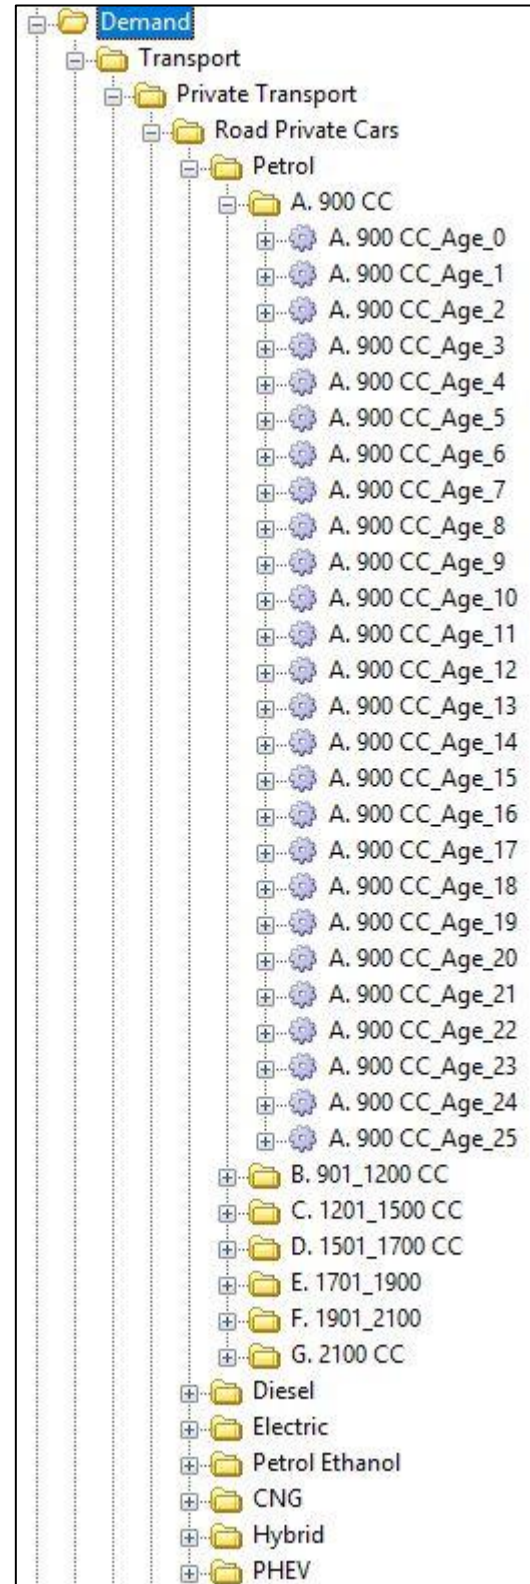 Demand
Transport
Private Transport
Road Private Cars
Petrol
A. 900 CC
A. 900 CC_Age_0
A. 900 CC_Age_1
A. 900 CC_Age_2
A. 900 CC_Age_3
A. 900 CC_Age_4
A. 900 CC_Age_5
A. 900 CC_Age_6
A. 900 CC_Age_7
A. 900 CC_Age_8
A. 900 CC_Age_9
A. 900 CC_Age_10
A. 900 CC_Age_11
A. 900 CC_Age_12
A. 900 CC_Age_13
A. 900 CC_Age_14
A. 900 CC_Age_15
A. 900 CC_Age_16
A. 900 CC_Age_17
A. 900 CC_Age_18
A. 900 CC_Age_19
A. 900 CC_Age_20
A. 900 CC_Age_21
A. 900 CC_Age_22
A. 900 CC_Age_23
A. 900 CC_Age_24
A. 900 CC_Age_25
B. 901_1200 CC
C. 1201_1500 CC
D. 1501_1700 CC
E. 1701_1900
F. 1901_2100
G. 2100 CC
Diesel
Electric
Petrol Ethanol
CNG
Hybrid
PHEV